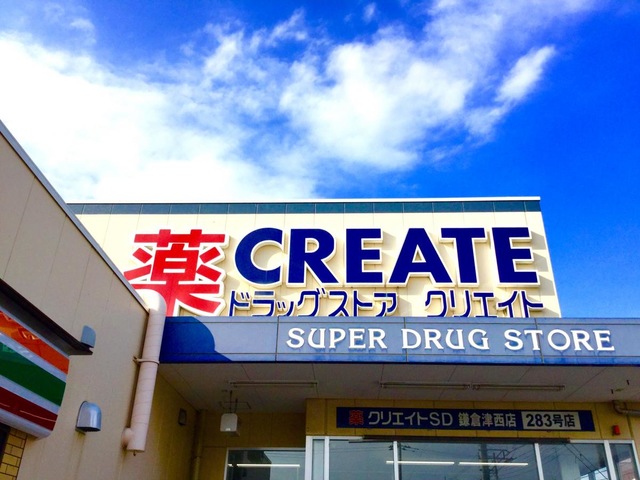 薬 CREATE
ドラッグストア クリエイト
SUPER DRUG STORE
薬 クリエイトSD 鎌倉津西店 283号店